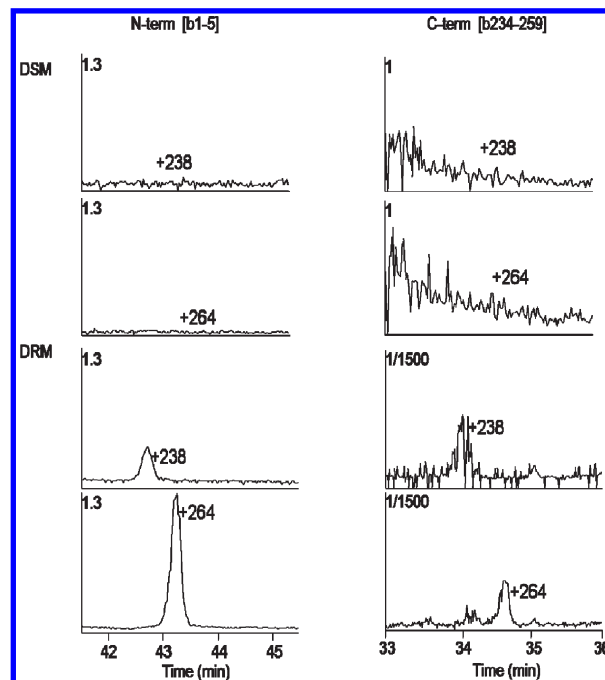 N-term [b1-5] C-term [b234-259]
DSM 1.3 1
+238 +238
1.3 1
+264 +264
DRM 1.3 1/1500
+238 +238
1.3 1/1500
+264 +264
42 43 44 45 33 34 35 36
Time (min) Time (min)